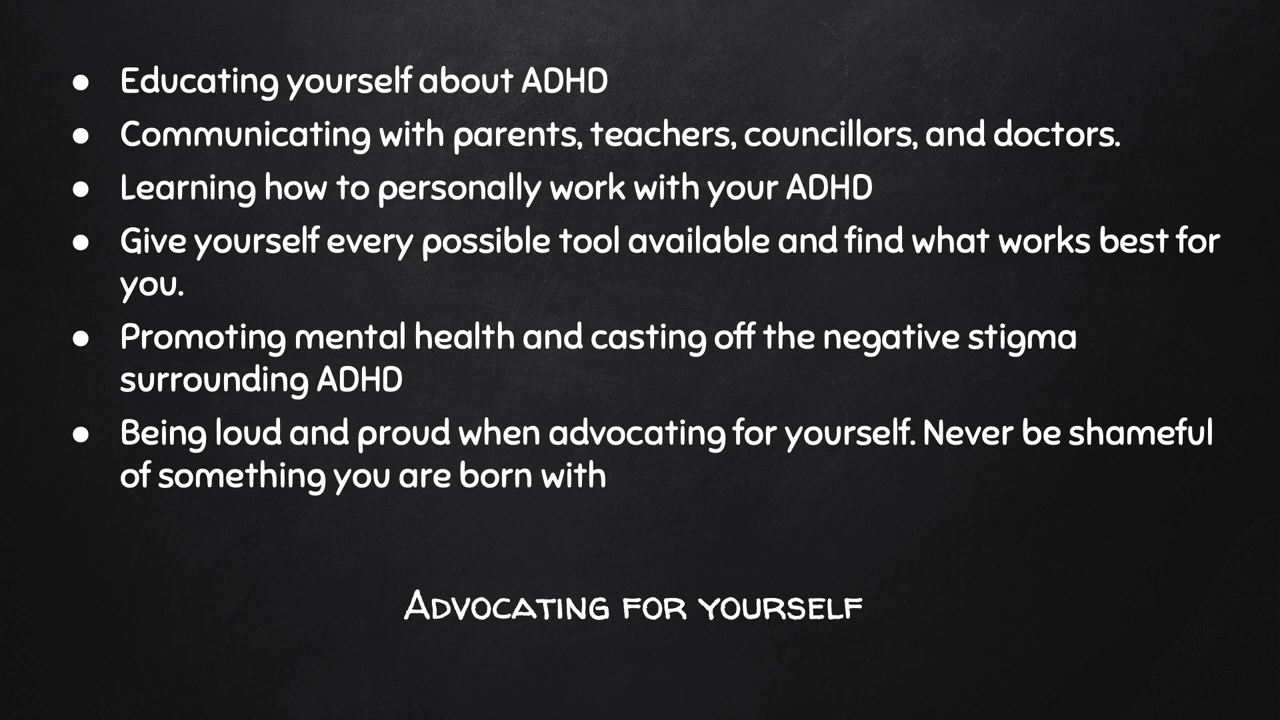 ● Educating yourself about ADHD
● Communicating with parents, teachers, councillors, and doctors.
● Learning how to personally work with your ADHD
● Give yourself every possible tool available and find what works best for
you.
● Promoting mental health and casting off the negative stigma
surrounding ADHD
● Being loud and proud when advocating for yourself. Never be shameful
of something you are born with
Advocating for yourself